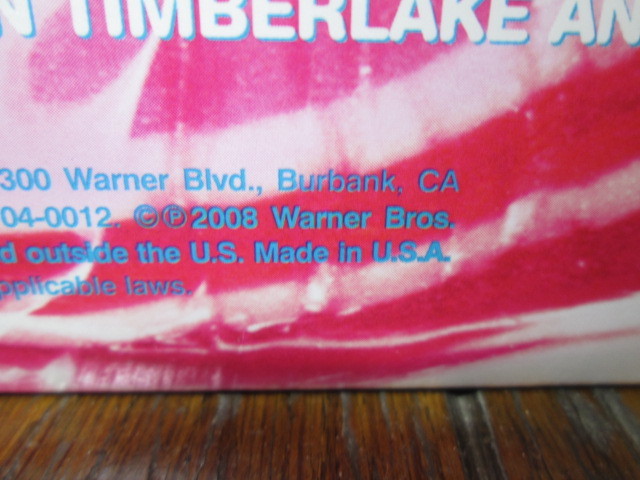 N TIMBERLAKE AN
300 Warner Blvd., Burbank, CA
04-0012. ©℗2008 Warner Bros.
d outside the U.S. Made in U.S.A.
pplicable laws.